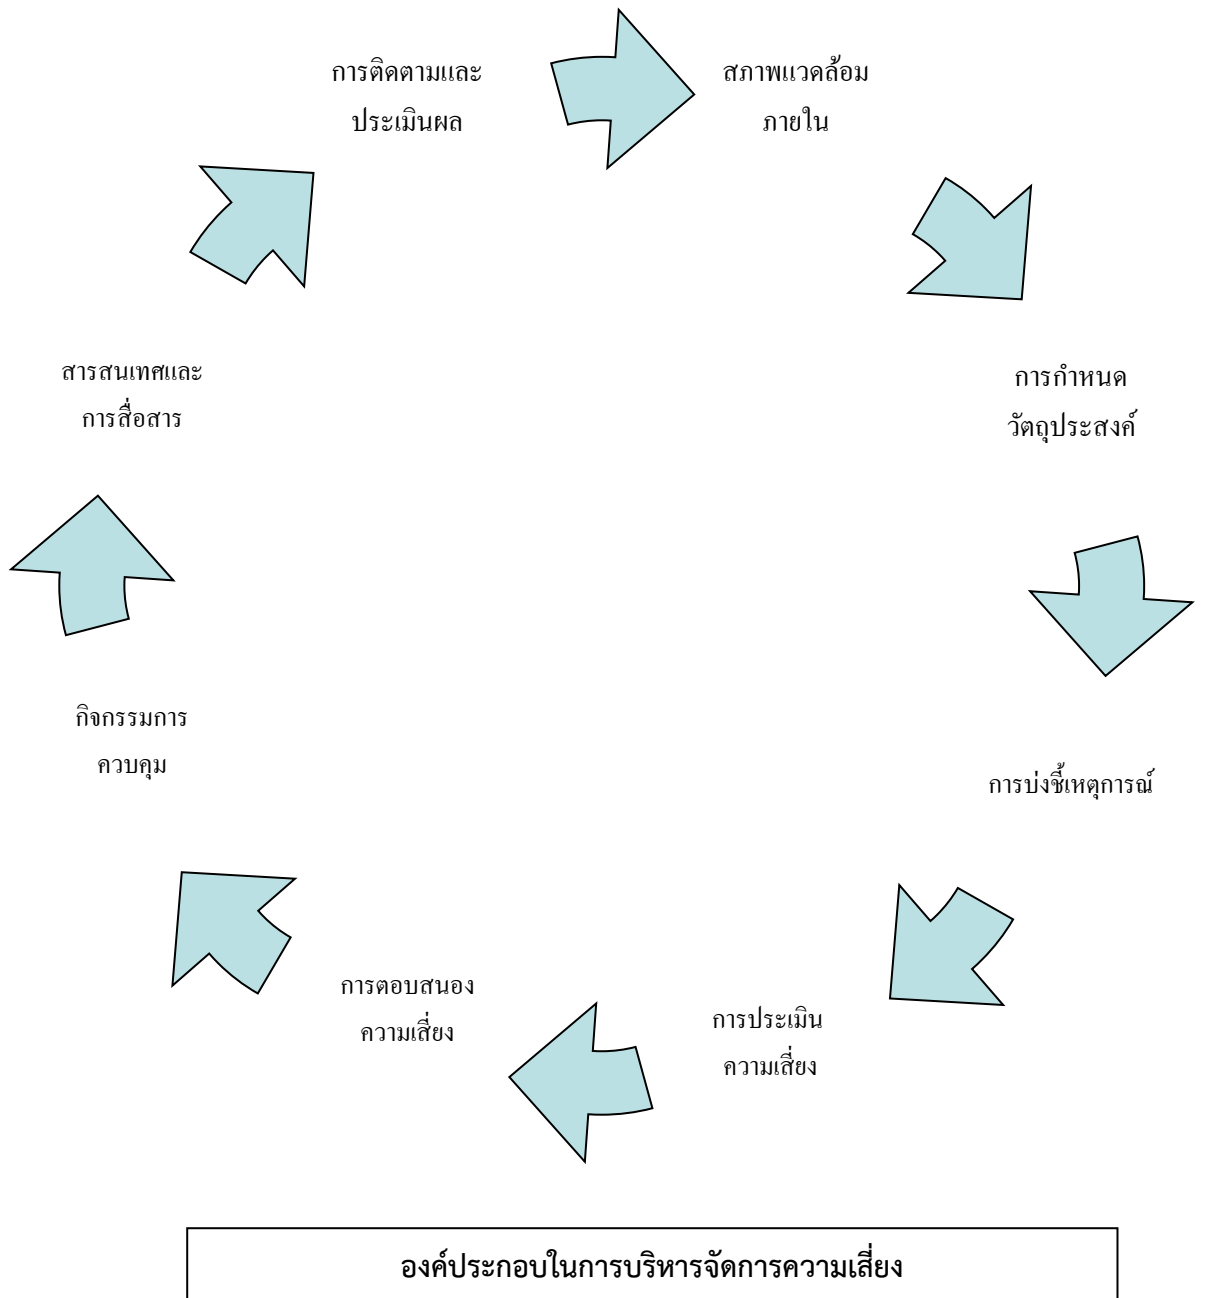 การติดตามและ
ประเมินผล
สภาพแวดล้อม
ภายใน
การกำหนด
วัตถุประสงค์
การบ่งชี้เหตุการณ์
การประเมิน
ความเสี่ยง
การตอบสนอง
ความเสี่ยง
กิจกรรมการ
ควบคุม
สารสนเทศและ
การสื่อสาร
องค์ประกอบในการบริหารจัดการความเสี่ยง